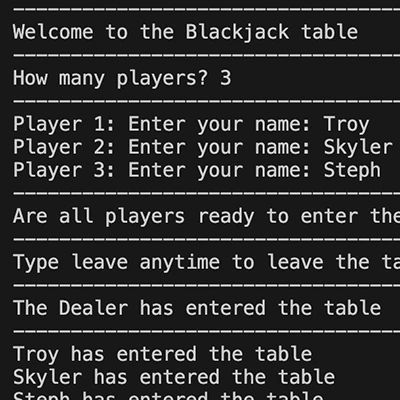 Welcome to the Blackjack table
How many players? 3
Player 1: Enter your name: Troy
Player 2: Enter your name: Skyler
Player 3: Enter your name: Steph
Are all players ready to enter the
Type leave anytime to leave the ta
The Dealer has entered the table
Troy has entered the table
Skyler has entered the table
Steph has entered the table